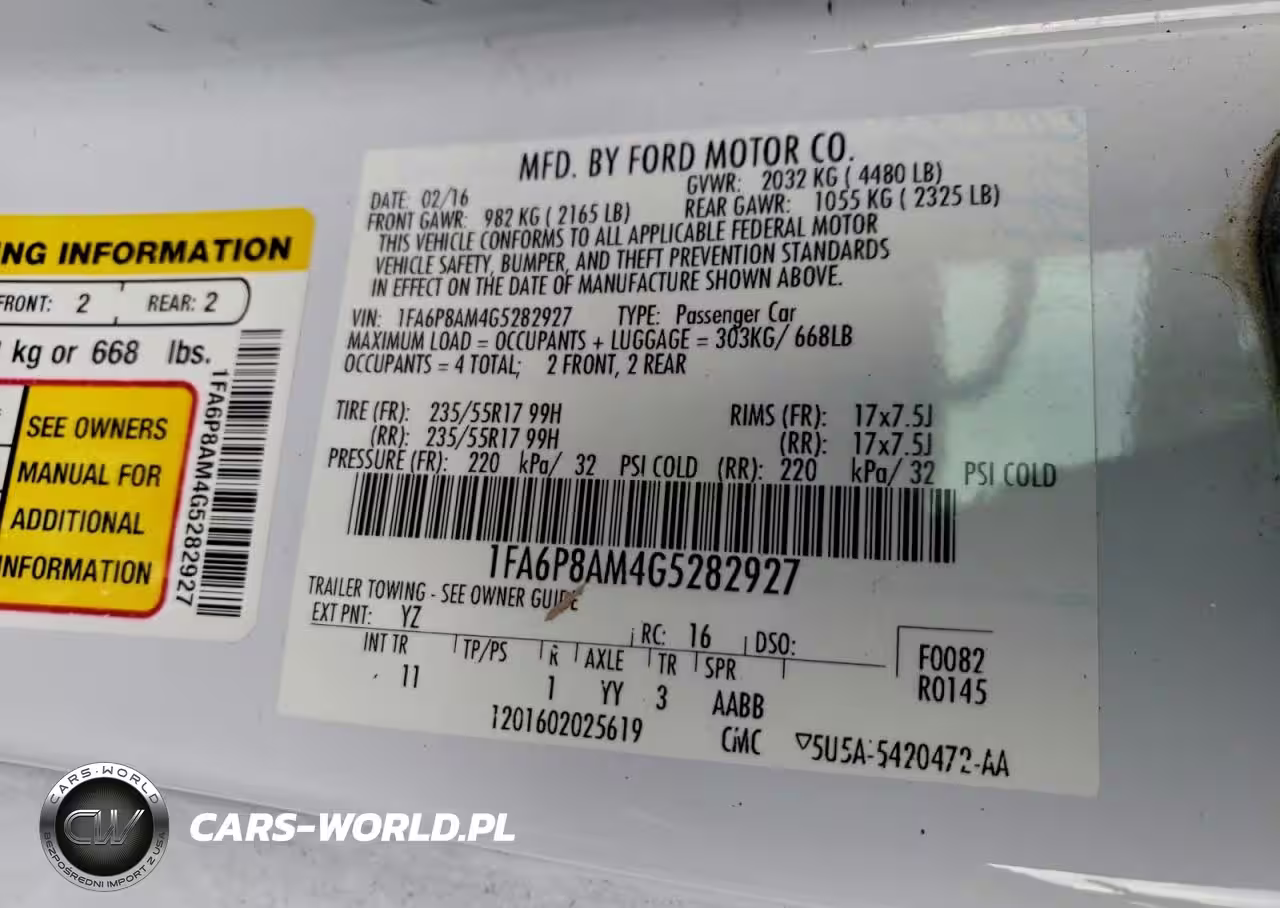 NG INFORMATION
FRONT: 2 REAR: 2
kg or 668 lbs.
SEE OWNERS
MANUAL FOR
ADDITIONAL
INFORMATION
1FA6P8AM4G5282927
MFD. BY FORD MOTOR CO.
DATE: 02/16 GVWR: 2032 KG ( 4480 LB)
FRONT GAWR: 982 KG ( 2165 LB) REAR GAWR: 1055 KG ( 2325 LB)
THIS VEHICLE CONFORMS TO ALL APPLICABLE FEDERAL MOTOR
VEHICLE SAFETY, BUMPER, AND THEFT PREVENTION STANDARDS
IN EFFECT ON THE DATE OF MANUFACTURE SHOWN ABOVE.
VIN: 1FA6P8AM4G5282927 TYPE: Passenger Car
MAXIMUM LOAD = OCCUPANTS + LUGGAGE = 303KG/ 668LB
OCCUPANTS = 4 TOTAL; 2 FRONT, 2 REAR
TIRE (FR): 235/55R17 99H RIMS (FR): 17x7.5J
(RR): 235/55R17 99H (RR): 17x7.5J
PRESSURE (FR): 220 kPa/ 32 PSI COLD (RR): 220 kPa/ 32 PSI COLD
1FA6P8AM4G5282927
TRAILER TOWING - SEE OWNER GUIDE
EXT PNT: YZ RC: 16 DSO: F0082
INT TR TP/PS R AXLE TR SPR R0145
11 1 YY 3 AABB
1201602025619 CMC ▽5U5A-5420472-AA
CARS-WORLD
CW
BEZPOŚREDNI IMPORT Z USA
CARS-WORLD.PL